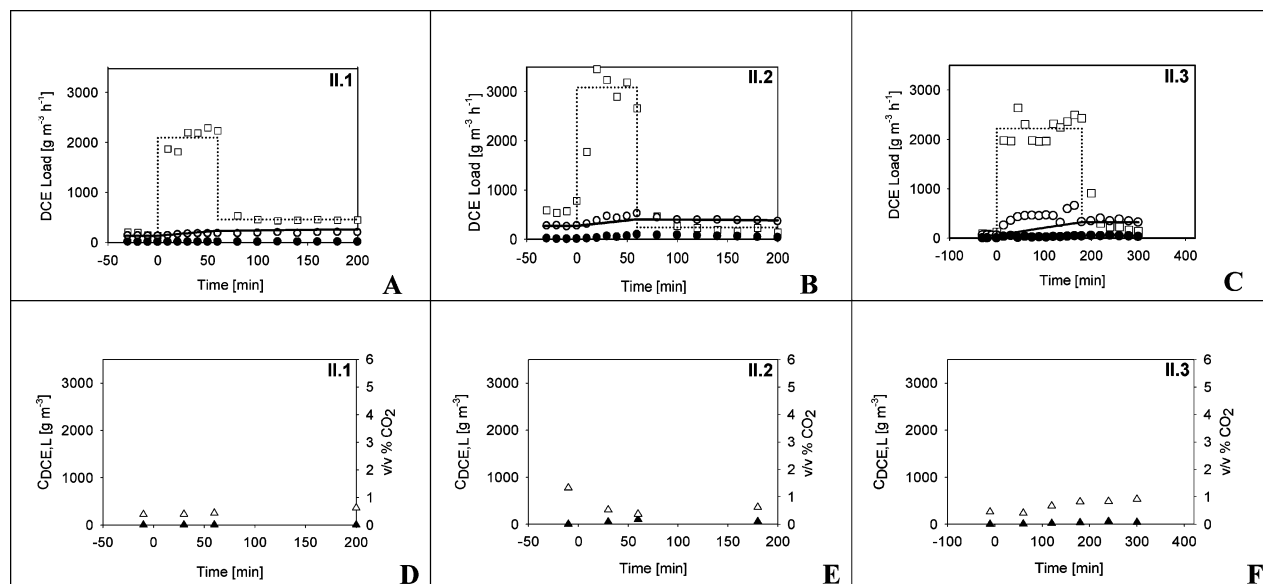 II.1
DCE Load [g m⁻³ h⁻¹]
3000
2000
1000
0
-50 0 50 100 150 200
Time [min]
A
II.2
DCE Load [g m⁻³ h⁻¹]
3000
2000
1000
0
-50 0 50 100 150 200
Time [min]
B
II.3
DCE Load [g m⁻³ h⁻¹]
3000
2000
1000
0
-100 0 100 200 300 400
Time [min]
C
II.1
C_DCE,L [g m⁻³]
3000
2000
1000
0
6
5
4
3
2
1
0
v/v % CO₂
-50 0 50 100 150 200
Time [min]
D
II.2
C_DCE,L [g m⁻³]
3000
2000
1000
0
6
5
4
3
2
1
0
v/v % CO₂
-50 0 50 100 150 200
Time [min]
E
II.3
C_DCE,L [g m⁻³]
3000
2000
1000
0
6
5
4
3
2
1
0
v/v % CO₂
-100 0 100 200 300 400
Time [min]
F